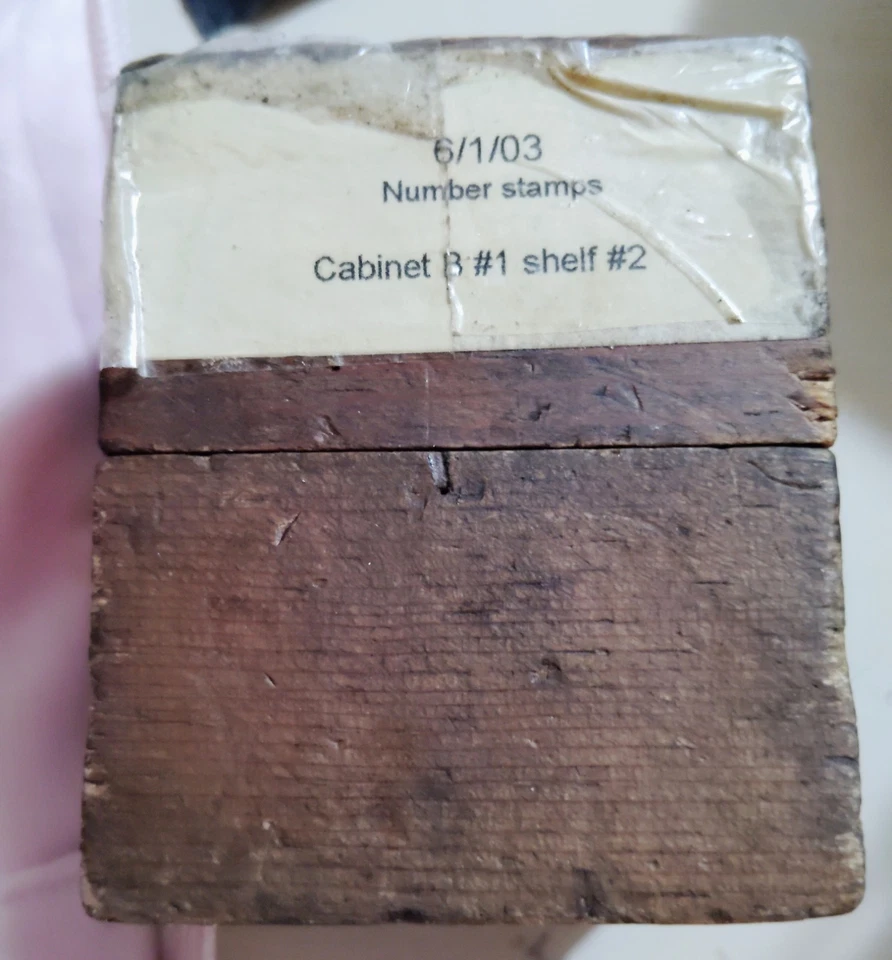 6/1/03
Number stamps
Cabinet B #1 shelf #2